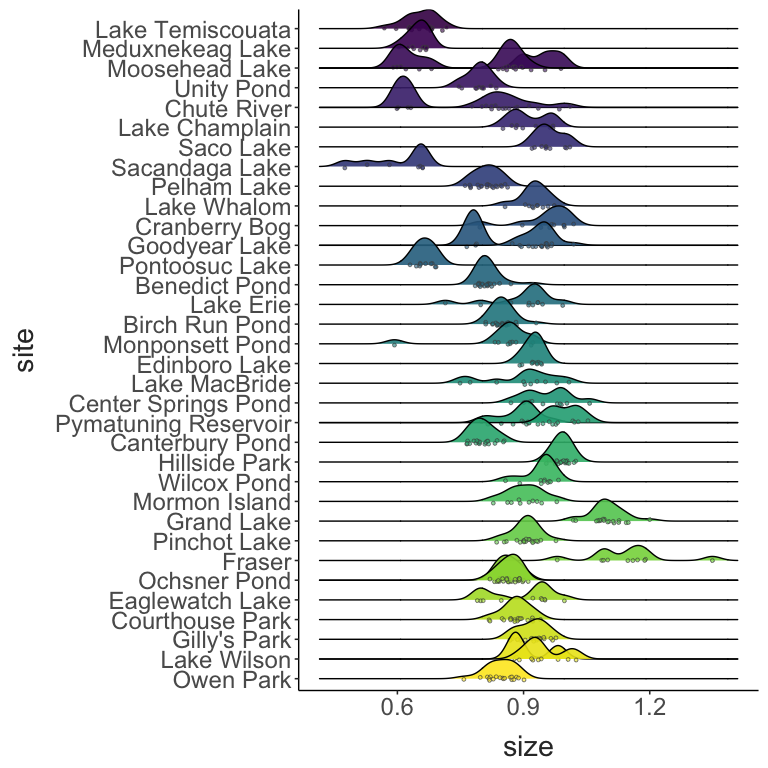 Lake Temiscouata
Meduxnekeag Lake
Moosehead Lake
Unity Pond
Chute River
Lake Champlain
Saco Lake
Sacandaga Lake
Pelham Lake
Lake Whalom
Cranberry Bog
Goodyear Lake
Pontoosuc Lake
Benedict Pond
Lake Erie
Birch Run Pond
Monponsett Pond
Edinboro Lake
Lake MacBride
Center Springs Pond
Pymatuning Reservoir
Canterbury Pond
Hillside Park
Wilcox Pond
Mormon Island
Grand Lake
Pinchot Lake
Fraser
Ochsner Pond
Eaglewatch Lake
Courthouse Park
Gilly's Park
Lake Wilson
Owen Park
site
0.6 0.9 1.2
size